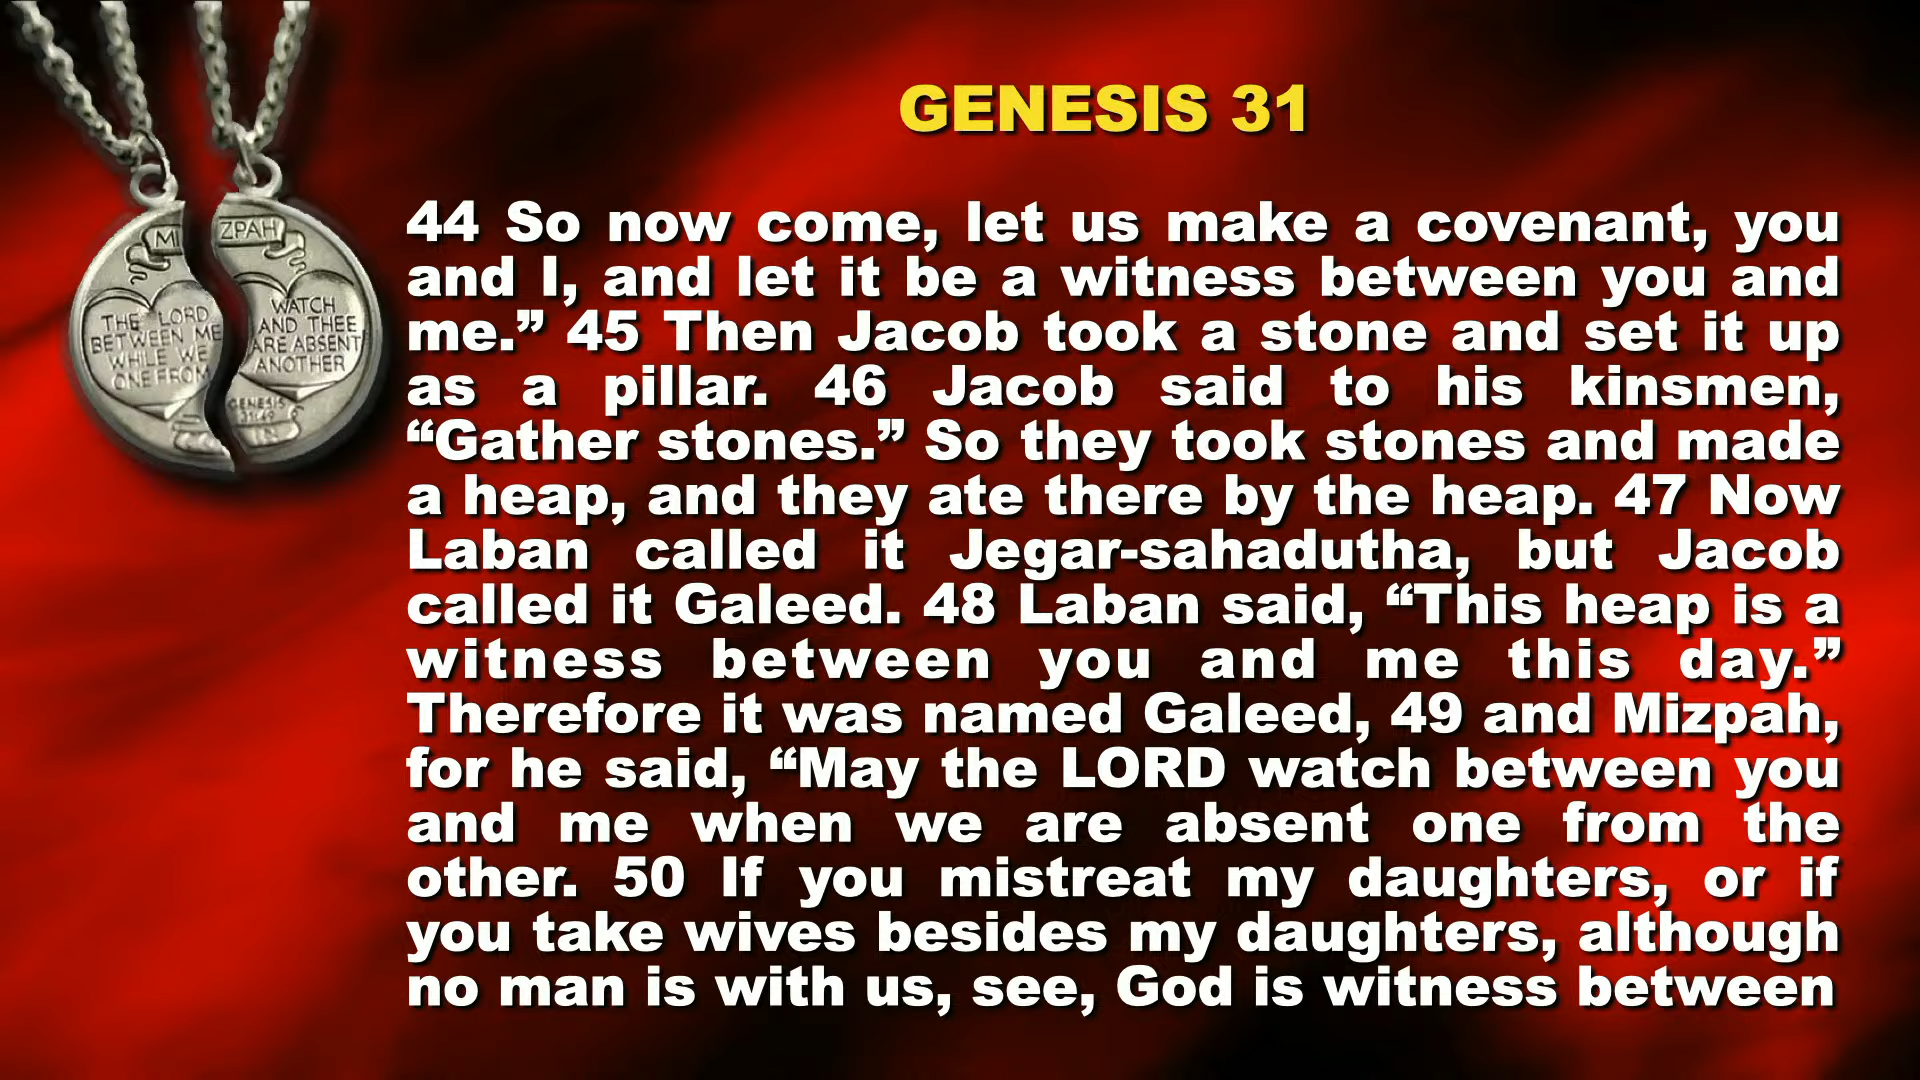 GENESIS 31
MI ZPAH
THE LORD WATCH
BETWEEN ME AND THEE
WHILE WE ARE ABSENT
ONE FROM ANOTHER
GENESIS
31:49
44 So now come, let us make a covenant, you
and I, and let it be a witness between you and
me.” 45 Then Jacob took a stone and set it up
as a pillar. 46 Jacob said to his kinsmen,
“Gather stones.” So they took stones and made
a heap, and they ate there by the heap. 47 Now
Laban called it Jegar-sahadutha, but Jacob
called it Galeed. 48 Laban said, “This heap is a
witness between you and me this day.”
Therefore it was named Galeed, 49 and Mizpah,
for he said, “May the LORD watch between you
and me when we are absent one from the
other. 50 If you mistreat my daughters, or if
you take wives besides my daughters, although
no man is with us, see, God is witness between